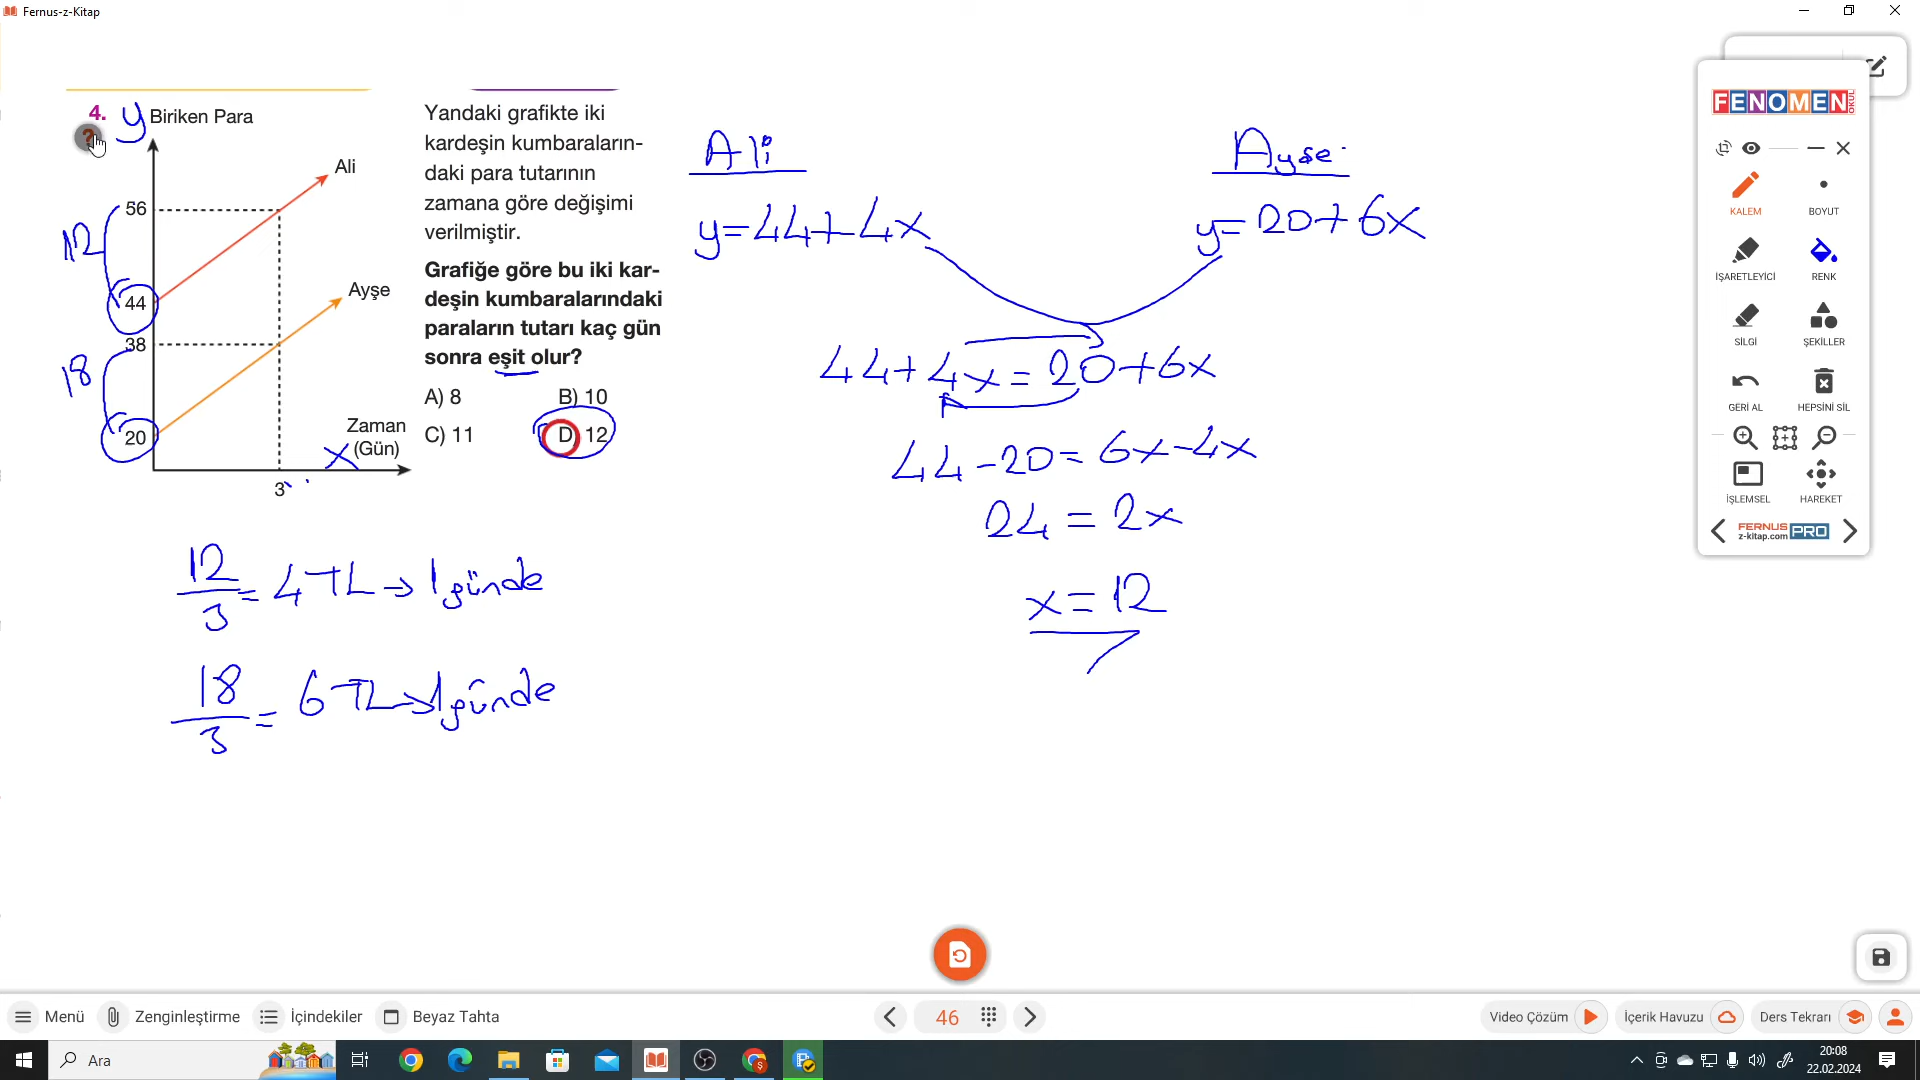 Fernus-z-Kitap
4.
y Biriken Para
Ali
56
12
44
Ayşe
38
18
20
Zaman
(Gün)
x
3
Yandaki grafikte iki
kardeşin kumbaraların-
daki para tutarının
zamana göre değişimi
verilmiştir.
Grafiğe göre bu iki kar-
deşin kumbaralarındaki
paraların tutarı kaç gün
sonra eşit olur?
A) 8 B) 10
C) 11 D) 12
12/3 = 4 TL → 1 günde
18/3 = 6 TL → 1 günde
Ali Ayşe
y=44+4x y=20+6x
44+4x=20+6x
44-20=6x-4x
24=2x
x=12
FENOMEN OKUL
KALEM BOYUT
İŞARETLEYİCİ RENK
SİLGİ ŞEKİLLER
GERİ AL HEPSİNİ SİL
İŞLEMSEL HAREKET
FERNUS
z-kitap.com PRO
Menü Zenginleştirme İçindekiler Beyaz Tahta 46 Video Çözüm İçerik Havuzu Ders Tekrarı
Ara
20:08
22.02.2024